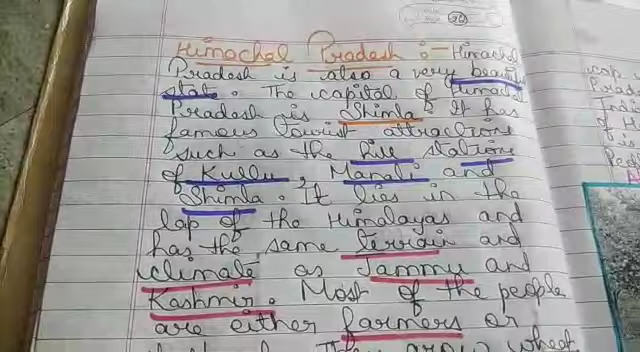 Himachal Pradesh :- Himachal
Pradesh is also a very beautiful
state. The capital of Himachal
Pradesh is Shimla. It has
famous tourist attractions
such as the hill stations
of Kullu, Manali and
Shimla. It lies in the
lap of the Himalayas and
has the same terrain and
climate as Jammu and
Kashmir. Most of the people
are either farmers or
They grow wheat